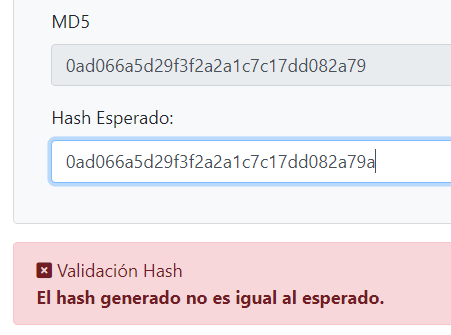 MD5
0ad066a5d29f3f2a2a1c7c17dd082a79
Hash Esperado:
0ad066a5d29f3f2a2a1c7c17dd082a79a
Validación Hash
El hash generado no es igual al esperado.